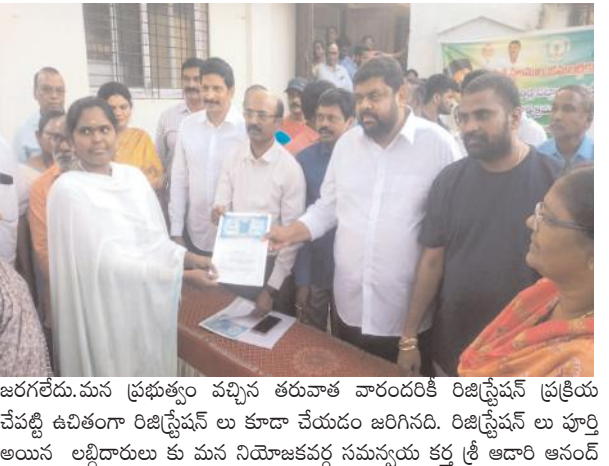 జరగలేదు.మన ప్రభుత్వం వచ్చిన తరువాత వారందరికీ రిజిస్ట్రేషన్ ప్రక్రియ
చేపట్టి ఉచితంగా రిజిస్ట్రేషన్ లు కూడా చేయడం జరిగినది. రిజిస్ట్రేషన్ లు పూర్తి
అయిన లబ్దిదారులు కు మన నియోజకవర్గ సమన్వయ కర్త శ్రీ ఆడారి ఆనంద్